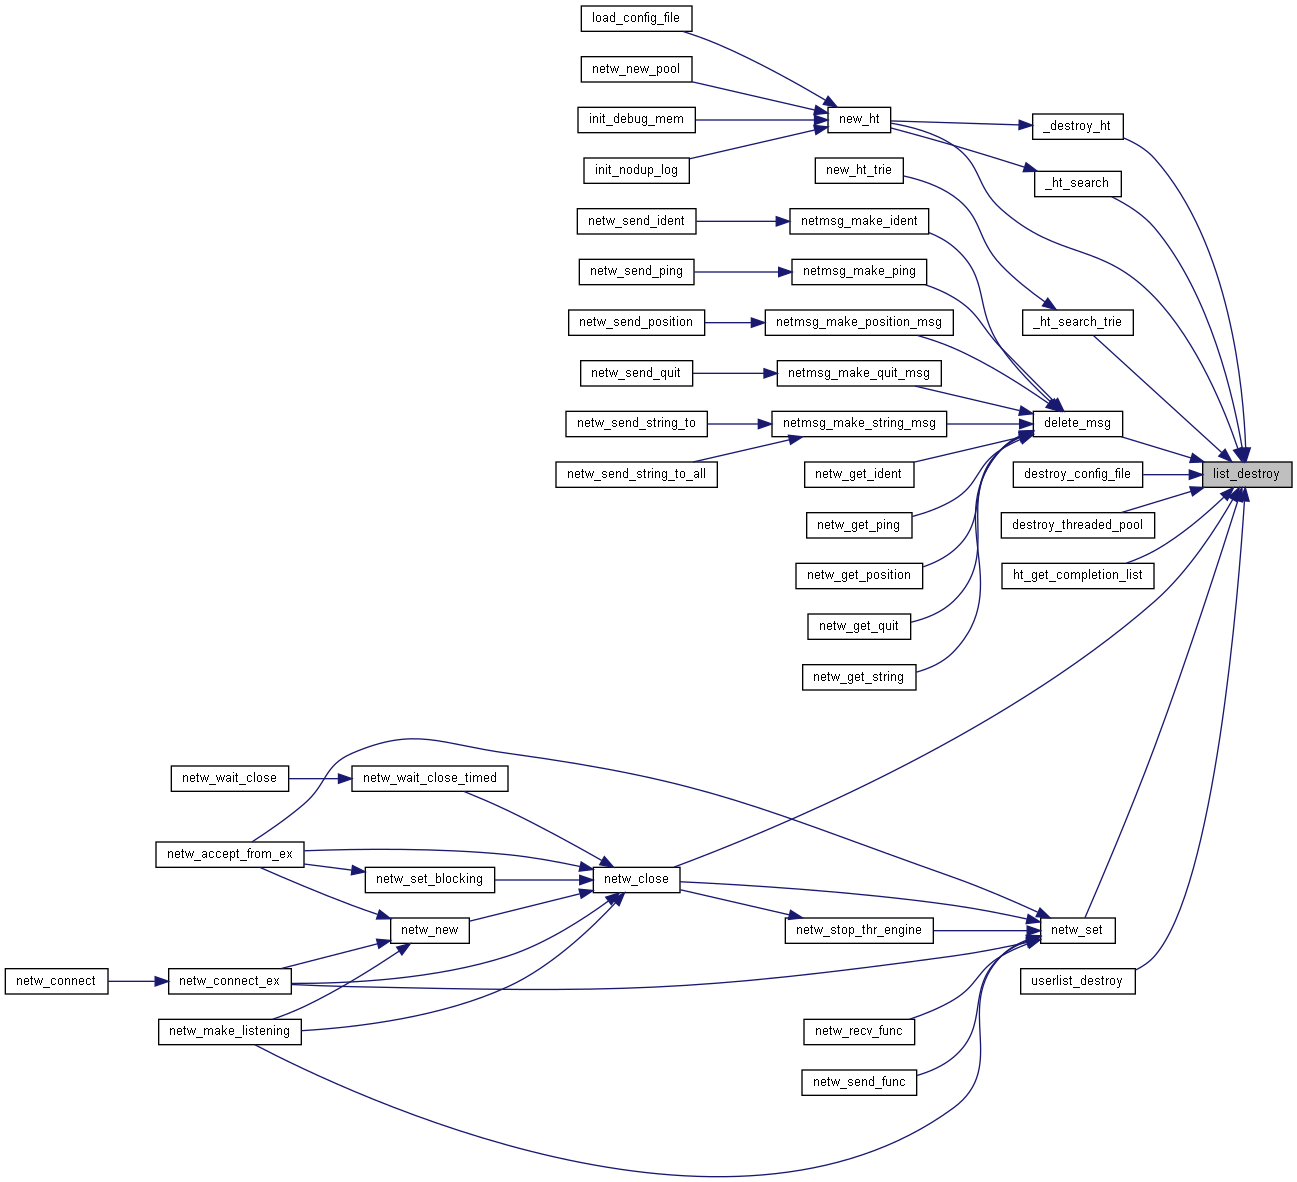 load_config_file
netw_new_pool
init_debug_mem
new_ht
_destroy_ht
init_nodup_log
new_ht_trie
_ht_search
netw_send_ident
netmsg_make_ident
netw_send_ping
netmsg_make_ping
netw_send_position
netmsg_make_position_msg
_ht_search_trie
netw_send_quit
netmsg_make_quit_msg
netw_send_string_to
netmsg_make_string_msg
delete_msg
netw_send_string_to_all
netw_get_ident
destroy_config_file
list_destroy
netw_get_ping
destroy_threaded_pool
netw_get_position
ht_get_completion_list
netw_get_quit
netw_get_string
netw_wait_close
netw_wait_close_timed
netw_accept_from_ex
netw_set_blocking
netw_close
netw_new
netw_stop_thr_engine
netw_set
netw_connect
netw_connect_ex
userlist_destroy
netw_make_listening
netw_recv_func
netw_send_func